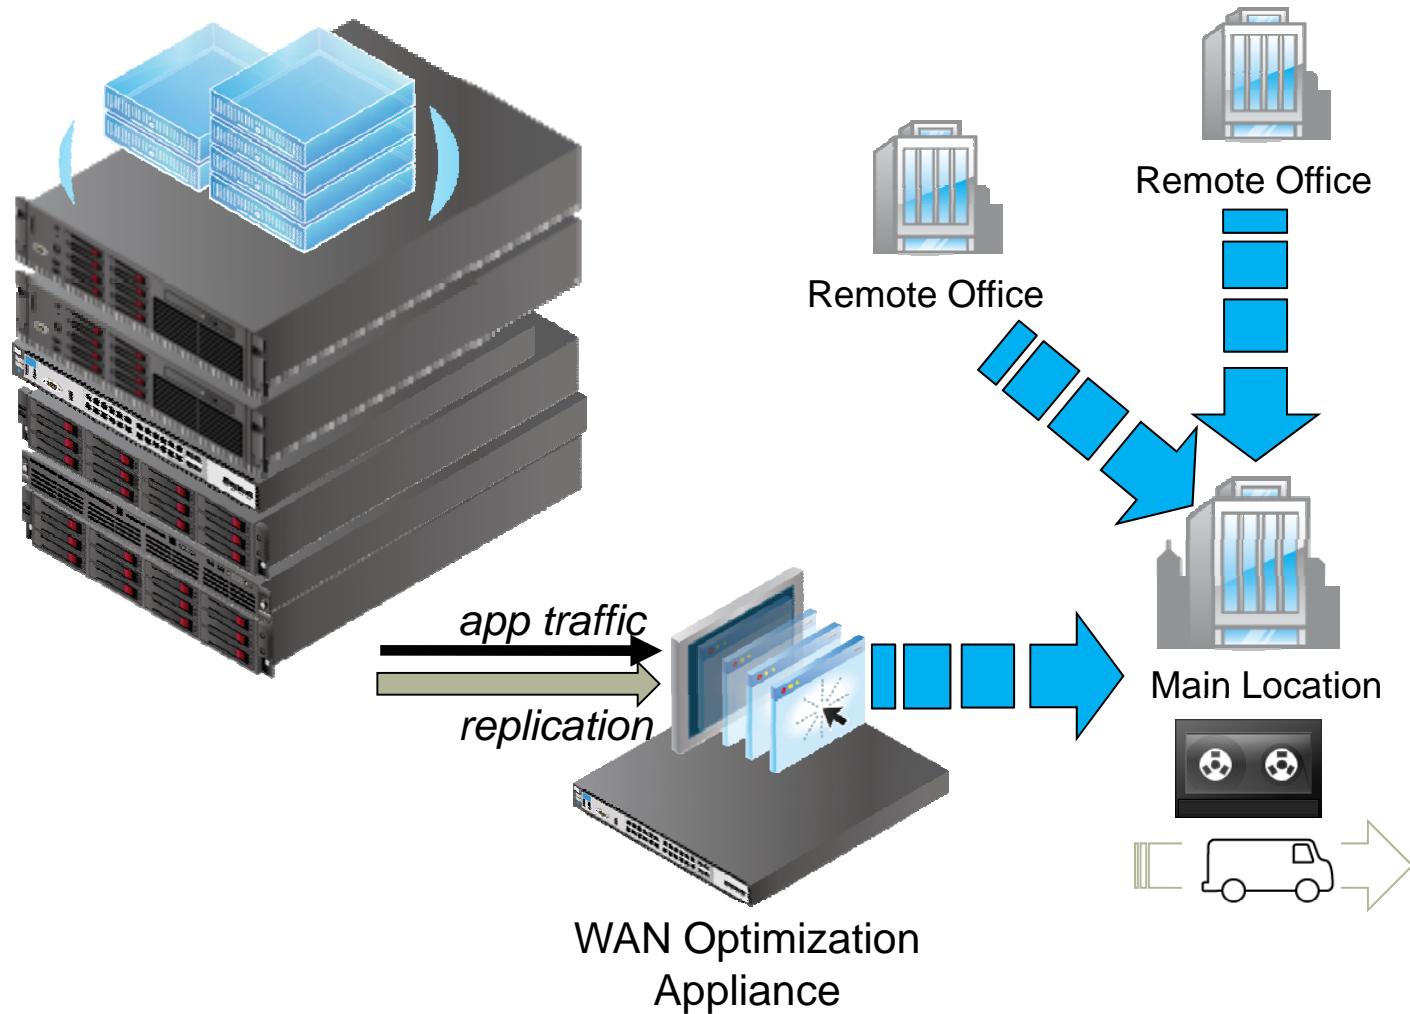 Remote Office
Remote Office
app traffic
replication
Main Location
WAN Optimization
Appliance